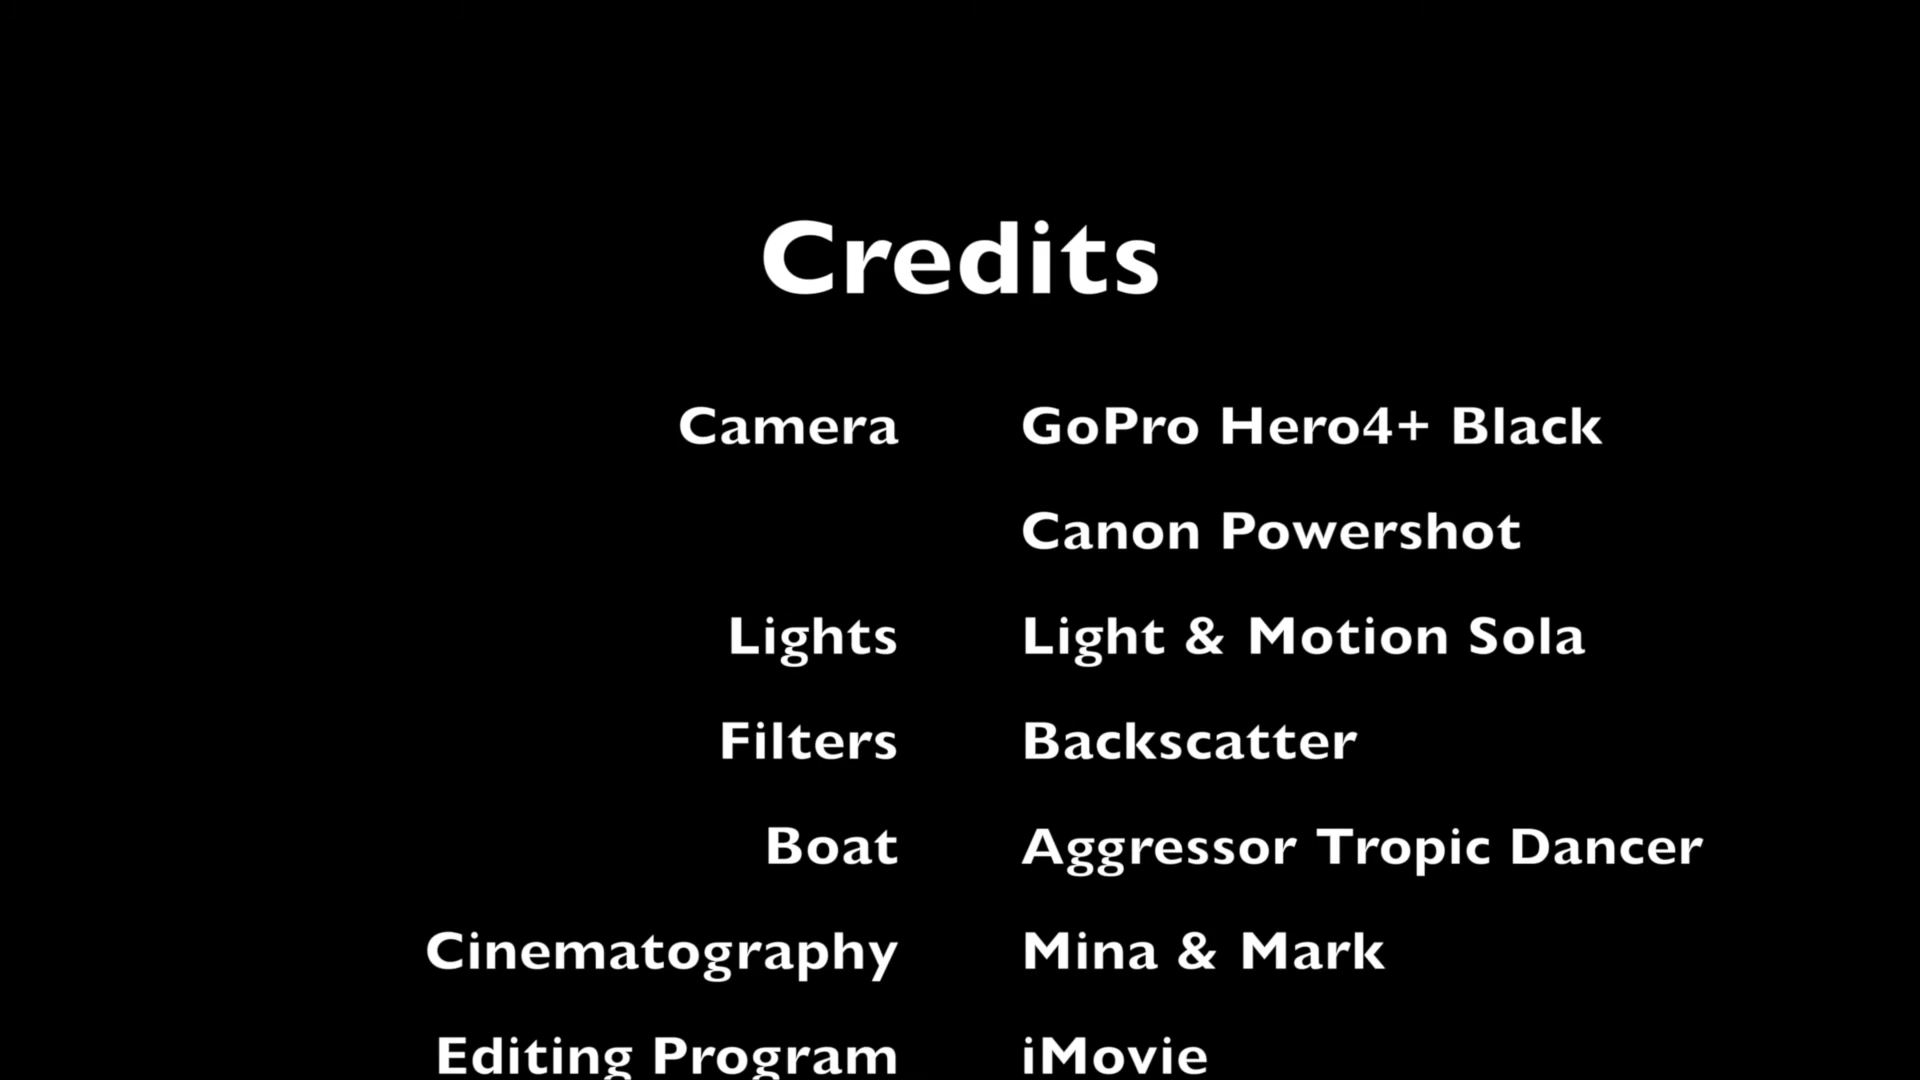 Credits
Camera GoPro Hero4+ Black
Canon Powershot
Lights Light & Motion Sola
Filters Backscatter
Boat Aggressor Tropic Dancer
Cinematography Mina & Mark
Editing Program iMovie